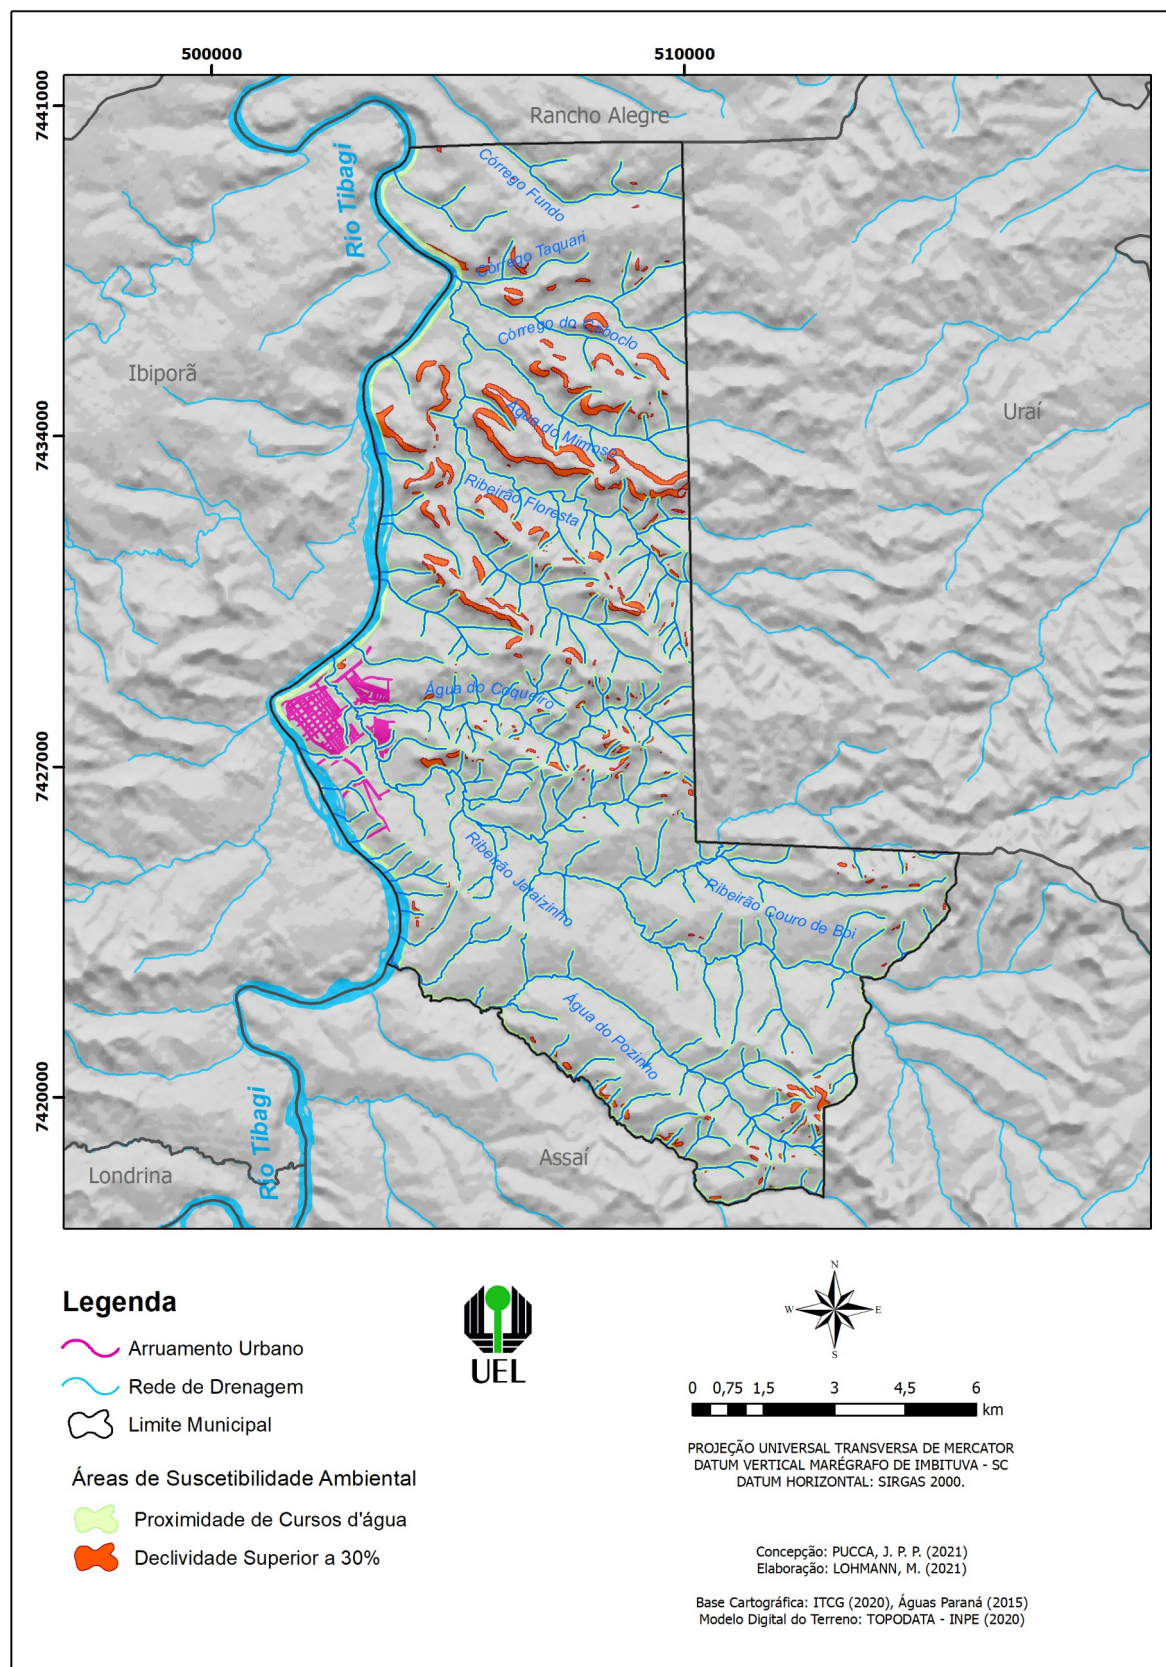 500000
510000
7441000
7434000
7427000
7420000
Rancho Alegre
Rio Tibagi
Córrego Fundo
Córrego Taquari
Córrego do Caboclo
Ibiporã
Uraí
Água do Mimoso
Ribeirão Floresta
Água do Coqueiro
Ribeirão Jataizinho
Ribeirão Couro de Boi
Água do Pozinho
Rio Tibagi
Londrina
Assaí
Legenda
Arruamento Urbano
Rede de Drenagem
Limite Municipal
Áreas de Suscetibilidade Ambiental
Proximidade de Cursos d'água
Declividade Superior a 30%
UEL
N
W
E
S
0 0,75 1,5 3 4,5 6
km
PROJEÇÃO UNIVERSAL TRANSVERSA DE MERCATOR
DATUM VERTICAL MARÉGRAFO DE IMBITUVA - SC
DATUM HORIZONTAL: SIRGAS 2000.
Concepção: PUCCA, J. P. P. (2021)
Elaboração: LOHMANN, M. (2021)
Base Cartográfica: ITCG (2020), Águas Paraná (2015)
Modelo Digital do Terreno: TOPODATA - INPE (2020)